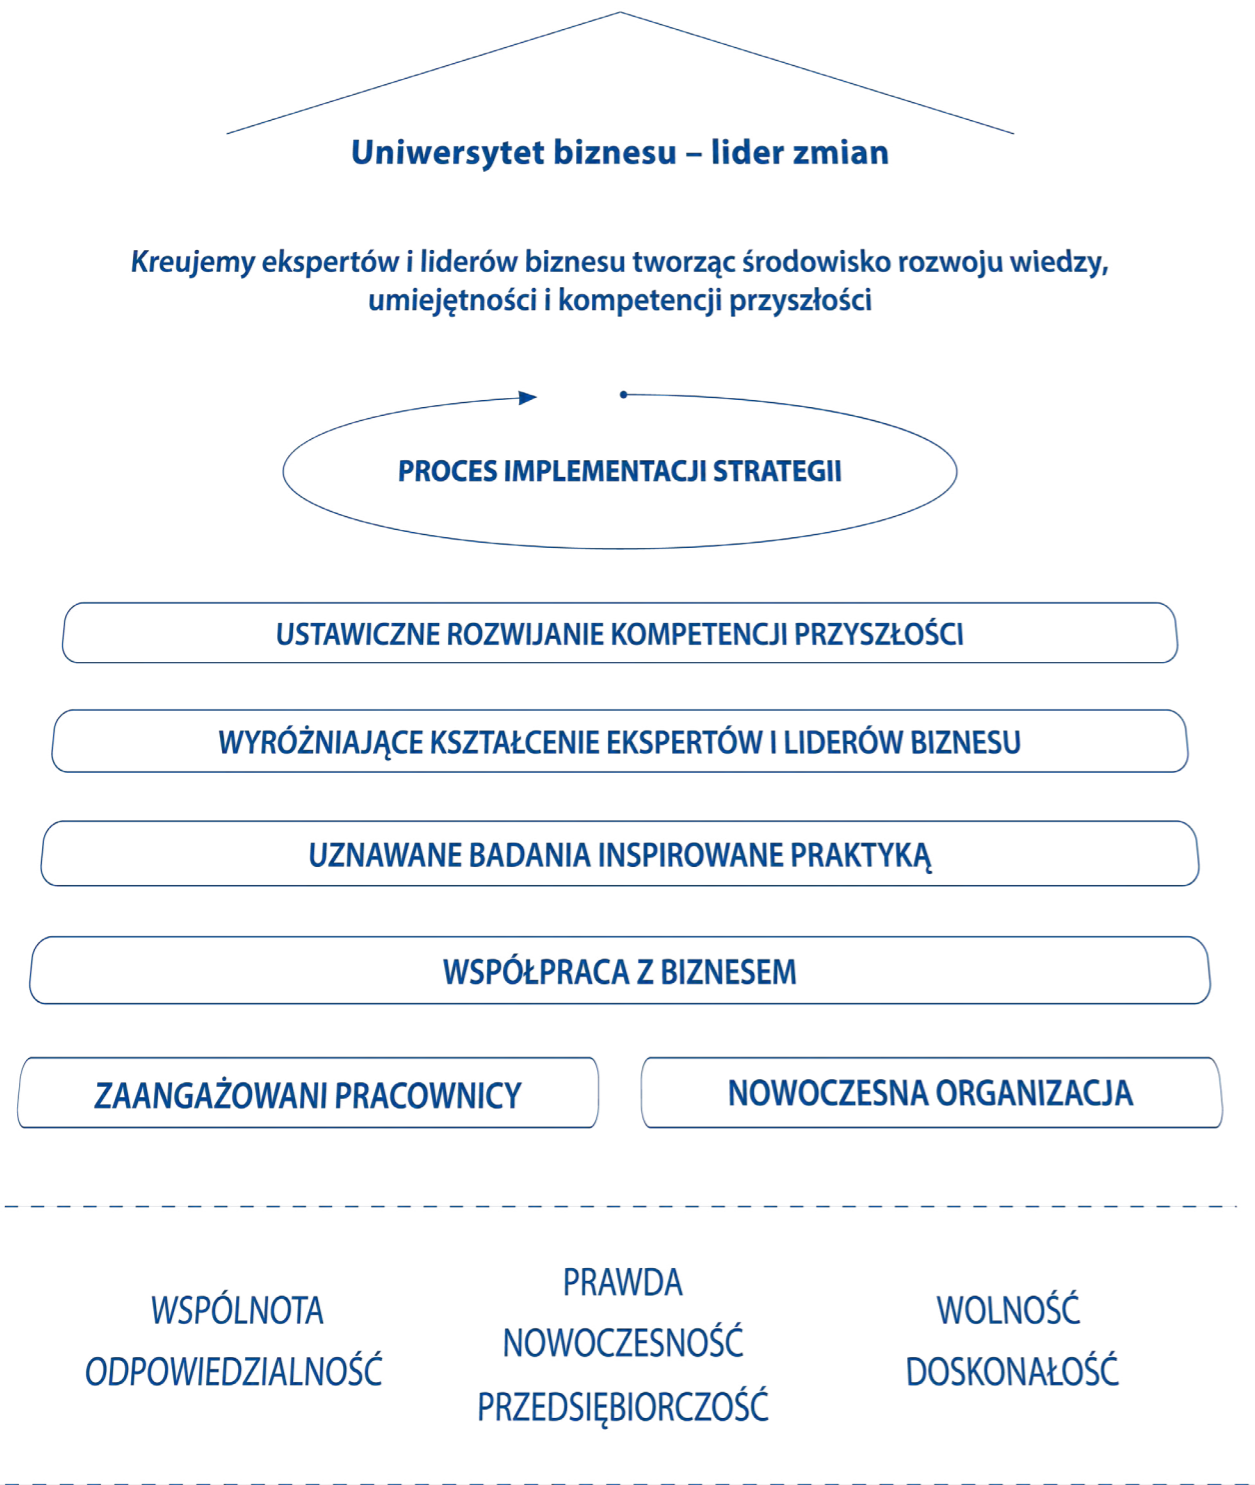 Uniwersytet biznesu – lider zmian
Kreujemy ekspertów i liderów biznesu tworząc środowisko rozwoju wiedzy,
umiejętności i kompetencji przyszłości
PROCES IMPLEMENTACJI STRATEGII
USTAWICZNE ROZWIJANIE KOMPETENCJI PRZYSZŁOŚCI
WYRÓŻNIAJĄCE KSZTAŁCENIE EKSPERTÓW I LIDERÓW BIZNESU
UZNAWANE BADANIA INSPIROWANE PRAKTYKĄ
WSPÓŁPRACA Z BIZNESEM
ZAANGAŻOWANI PRACOWNICY
NOWOCZESNA ORGANIZACJA
WSPÓLNOTA
ODPOWIEDZIALNOŚĆ
PRAWDA
NOWOCZESNOŚĆ
PRZEDSIĘBIORCZOŚĆ
WOLNOŚĆ
DOSKONAŁOŚĆ